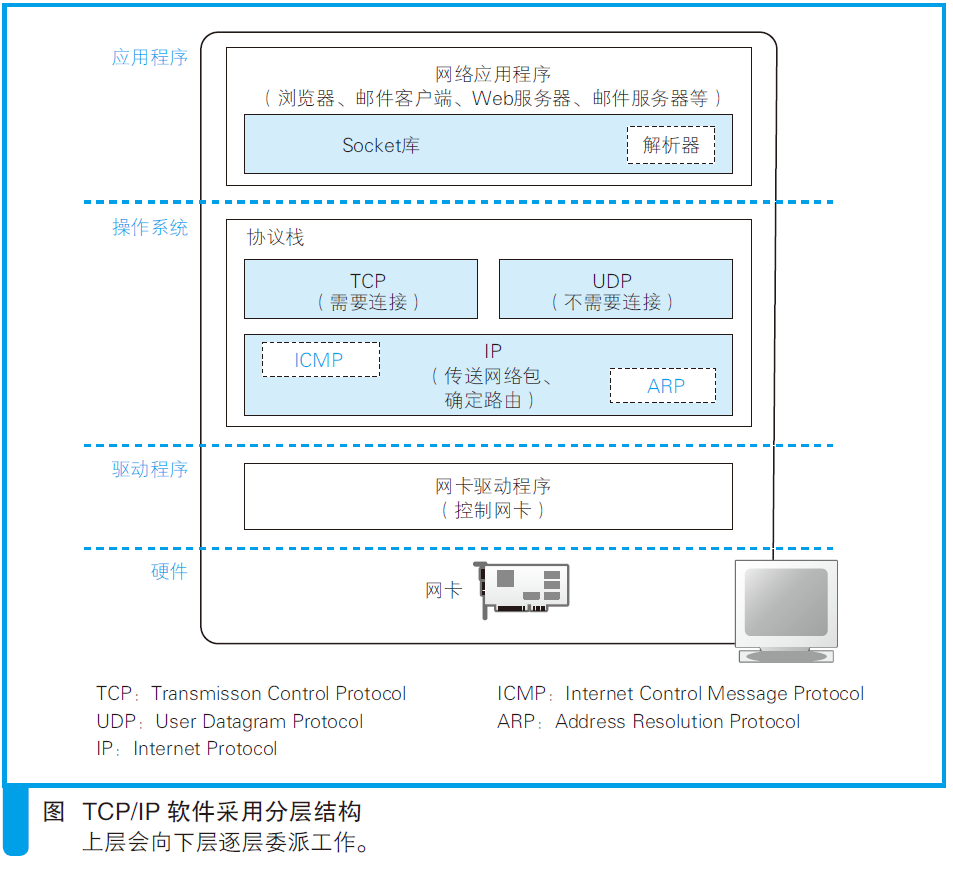 应用程序
网络应用程序
（浏览器、邮件客户端、Web服务器、邮件服务器等）
Socket库
解析器
操作系统
协议栈
TCP
（需要连接）
UDP
（不需要连接）
ICMP
IP
（传送网络包、
确定路由）
ARP
驱动程序
网卡驱动程序
（控制网卡）
硬件
网卡
TCP：Transmisson Control Protocol
UDP：User Datagram Protocol
IP：Internet Protocol
ICMP：Internet Control Message Protocol
ARP：Address Resolution Protocol
图 TCP/IP 软件采用分层结构
上层会向下层逐层委派工作。